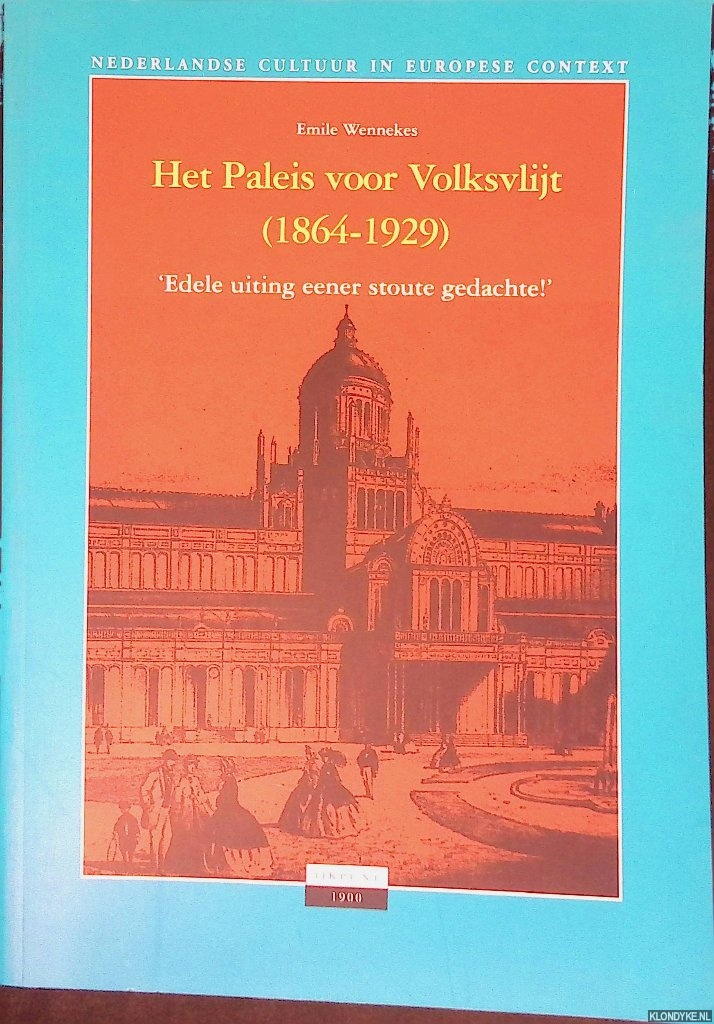 NEDERLANDSE CULTUUR IN EUROPESE CONTEXT
Emile Wennekes
Het Paleis voor Volksvlijt
(1864-1929)
‘Edele uiting eener stoute gedachte!’
IJKPUNT
1900
KLONDYKE.NL